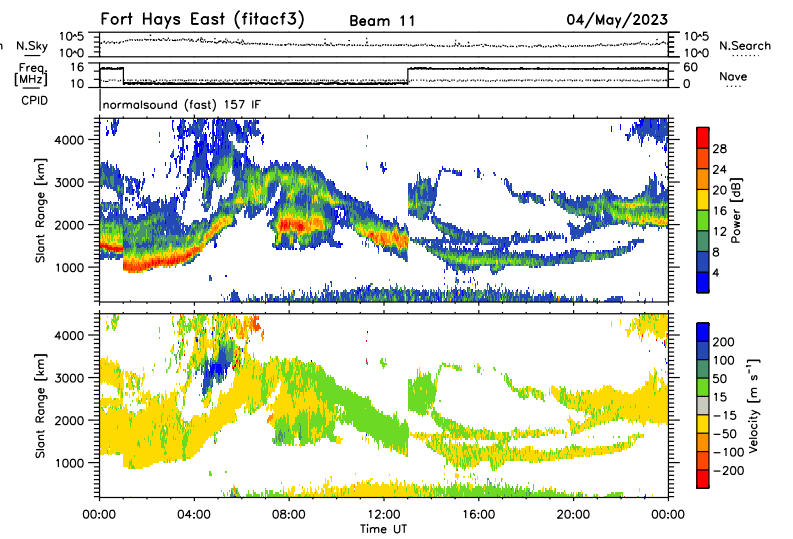 Fort Hays East (fitacf3) Beam 11 04/May/2023
n N.Sky 10^5 10^0 10^5 10^0 N.Search
Freq. [MHz] 16 10 60 0 Nave
CPID normalsound (fast) 157 IF
Slant Range [km] 4000 3000 2000 1000
Power [dB] 28 24 20 16 12 8 4
Slant Range [km] 4000 3000 2000 1000
Velocity [m s⁻¹] 200 100 50 15 −15 −50 −100 −200
00:00 04:00 08:00 12:00 16:00 20:00 00:00
Time UT